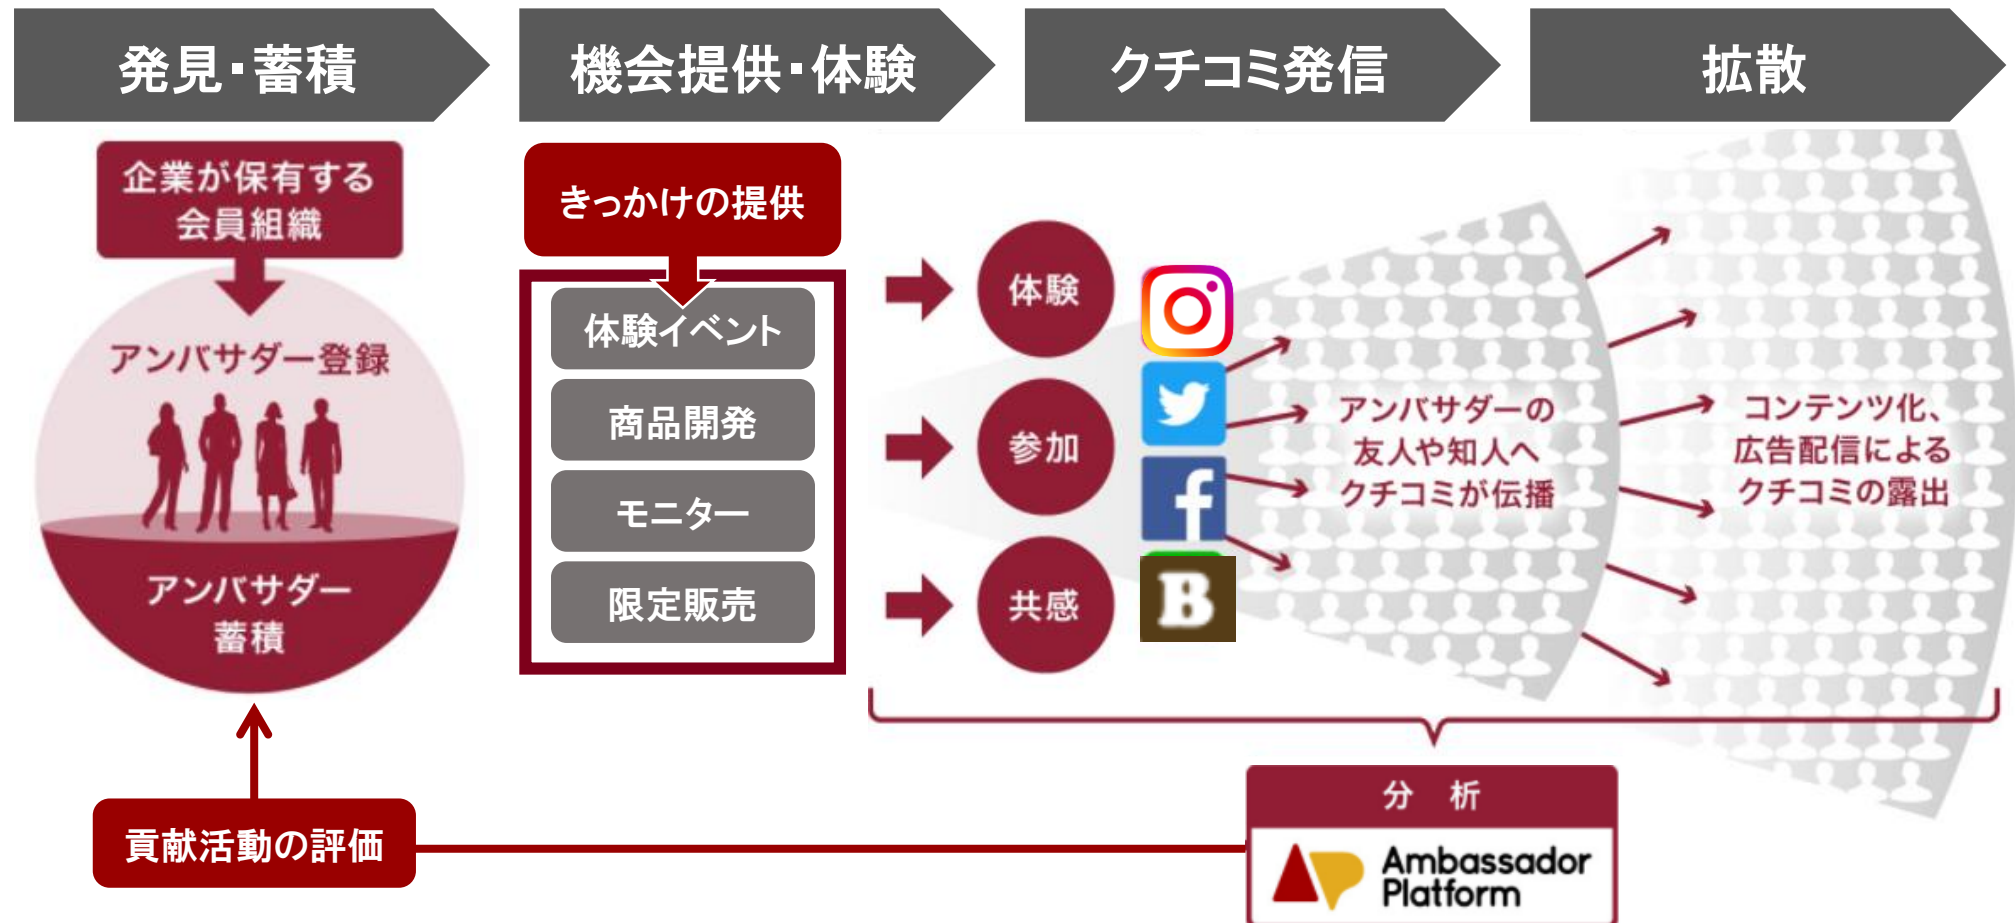 発見・蓄積
機会提供・体験
クチコミ発信
拡散
企業が保有する
会員組織
アンバサダー登録
アンバサダー
蓄積
きっかけの提供
体験イベント
商品開発
モニター
限定販売
体験
参加
共感
f
B
アンバサダーの
友人や知人へ
クチコミが伝播
コンテンツ化、
広告配信による
クチコミの露出
分 析
Ambassador
Platform
貢献活動の評価